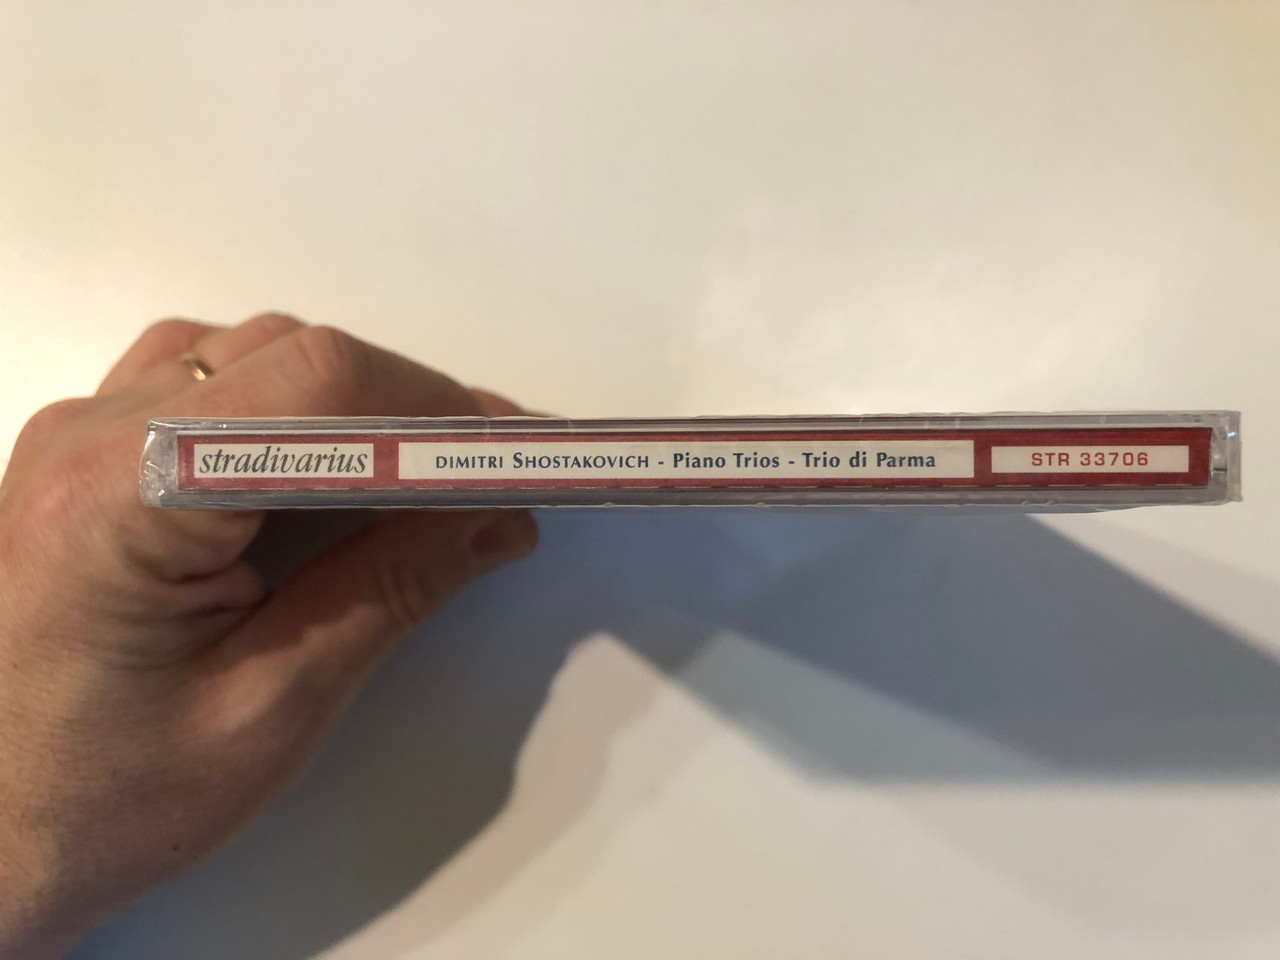 stradivarius DIMITRI SHOSTAKOVICH - Piano Trios - Trio di Parma STR 33706